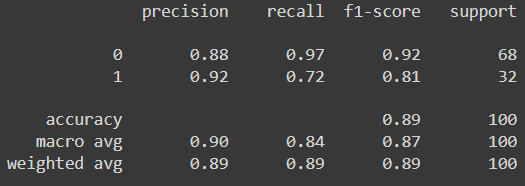 precision recall f1-score support
0 0.88 0.97 0.92 68
1 0.92 0.72 0.81 32
accuracy 0.89 100
macro avg 0.90 0.84 0.87 100
weighted avg 0.89 0.89 0.89 100